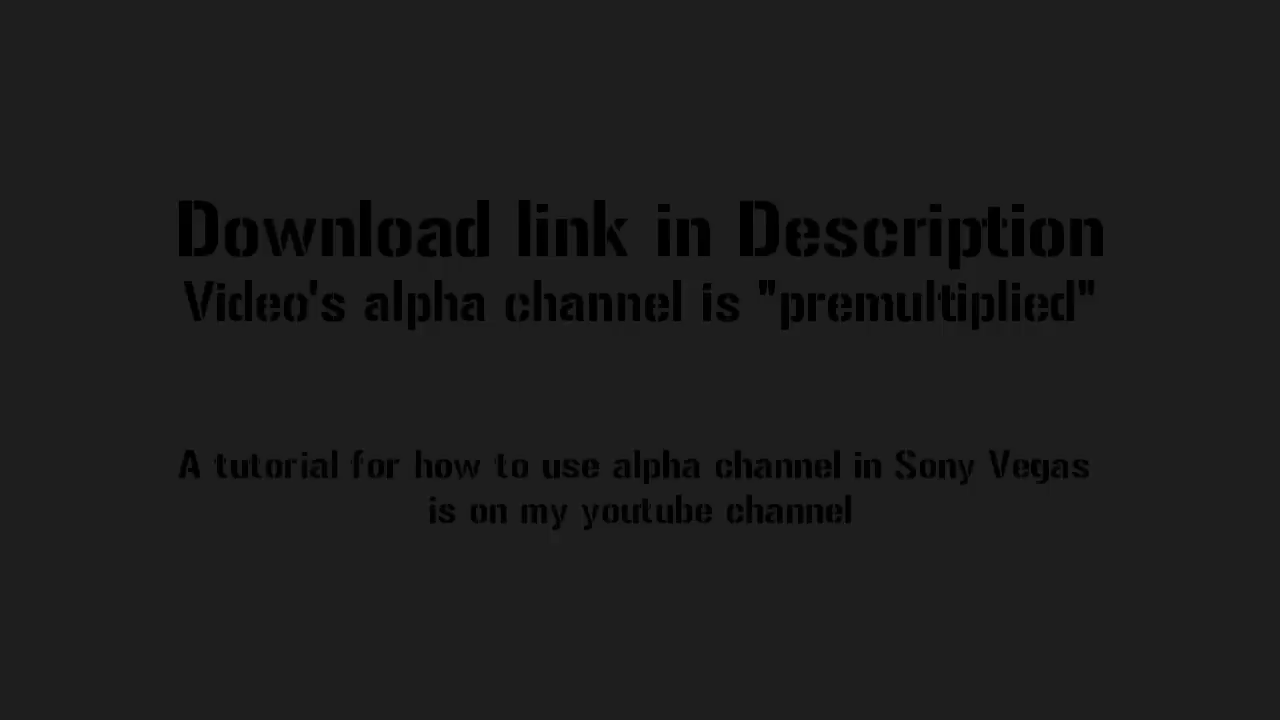 Download link in Description
Video's alpha channel is "premultiplied"
A tutorial for how to use alpha channel in Sony Vegas
is on my youtube channel